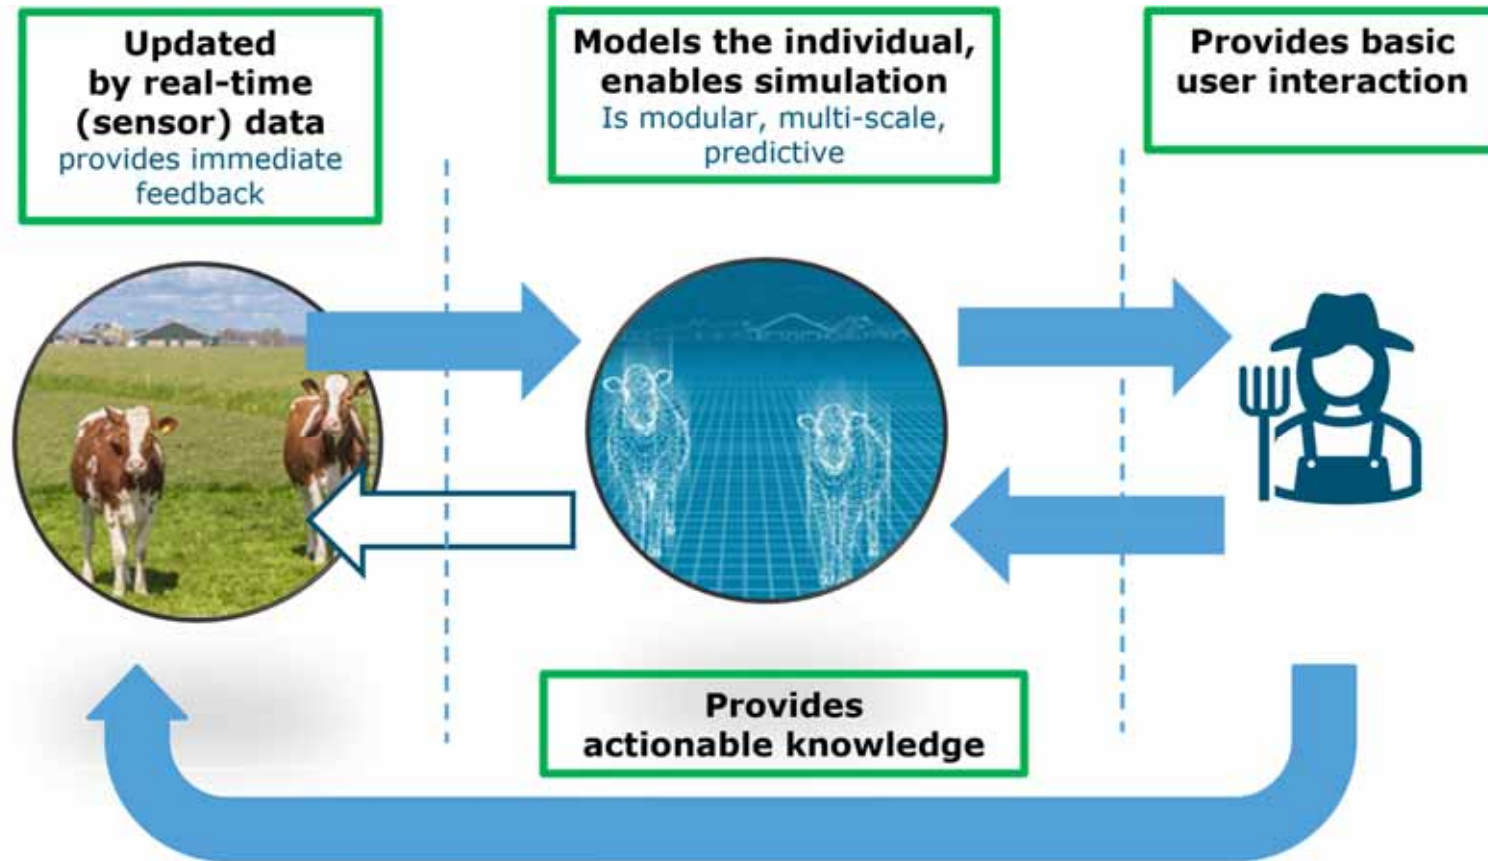 Updated
by real-time
(sensor) data
provides immediate
feedback
Models the individual,
enables simulation
Is modular, multi-scale,
predictive
Provides basic
user interaction
Provides
actionable knowledge